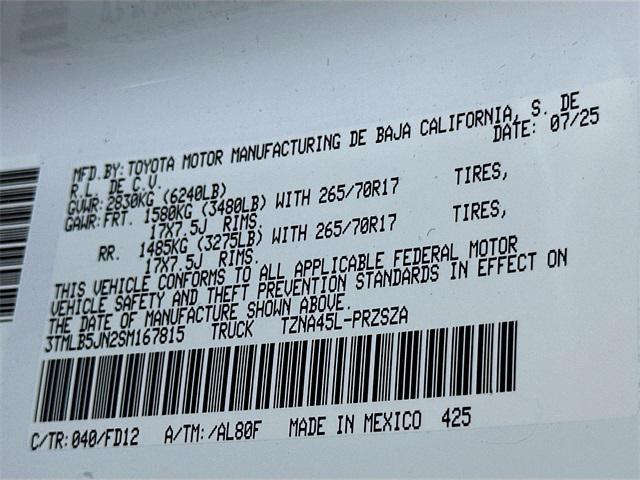 MFD.BY:TOYOTA MOTOR MANUFACTURING DE BAJA CALIFORNIA, S. DE
R.L. DE C.V. DATE: 07/25
GVWR:2830KG (6240LB)
GAWR:FRT. 1580KG (3480LB) WITH 265/70R17 TIRES,
17X7.5J RIMS.
RR. 1485KG (3275LB) WITH 265/70R17 TIRES,
17X7.5J RIMS.
THIS VEHICLE CONFORMS TO ALL APPLICABLE FEDERAL MOTOR
VEHICLE SAFETY AND THEFT PREVENTION STANDARDS IN EFFECT ON
THE DATE OF MANUFACTURE SHOWN ABOVE.
3TMLB5JN2SM167815 TRUCK TZNA45L-PRZSZA
C/TR:040/FD12 A/TM:/AL80F MADE IN MEXICO 425